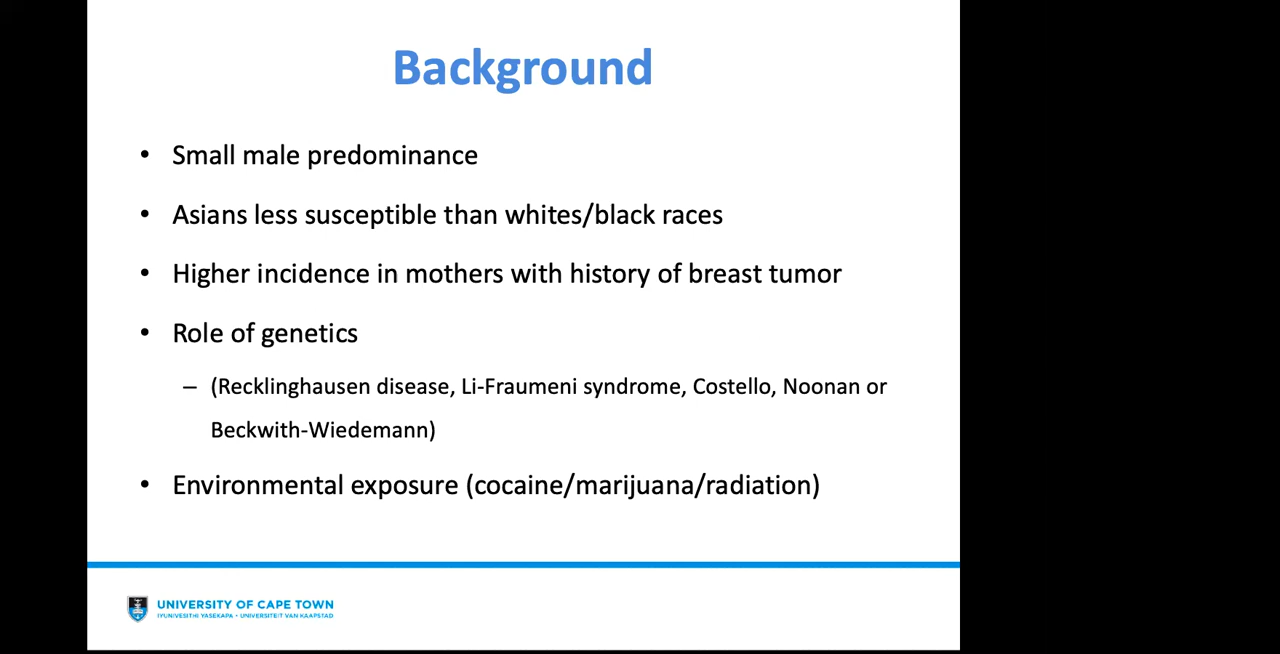 Background
• Small male predominance
• Asians less susceptible than whites/black races
• Higher incidence in mothers with history of breast tumor
• Role of genetics
– (Recklinghausen disease, Li-Fraumeni syndrome, Costello, Noonan or
Beckwith-Wiedemann)
• Environmental exposure (cocaine/marijuana/radiation)
UNIVERSITY OF CAPE TOWN
IYUNIVESITHI YASEKAPA • UNIVERSITEIT VAN KAAPSTAD